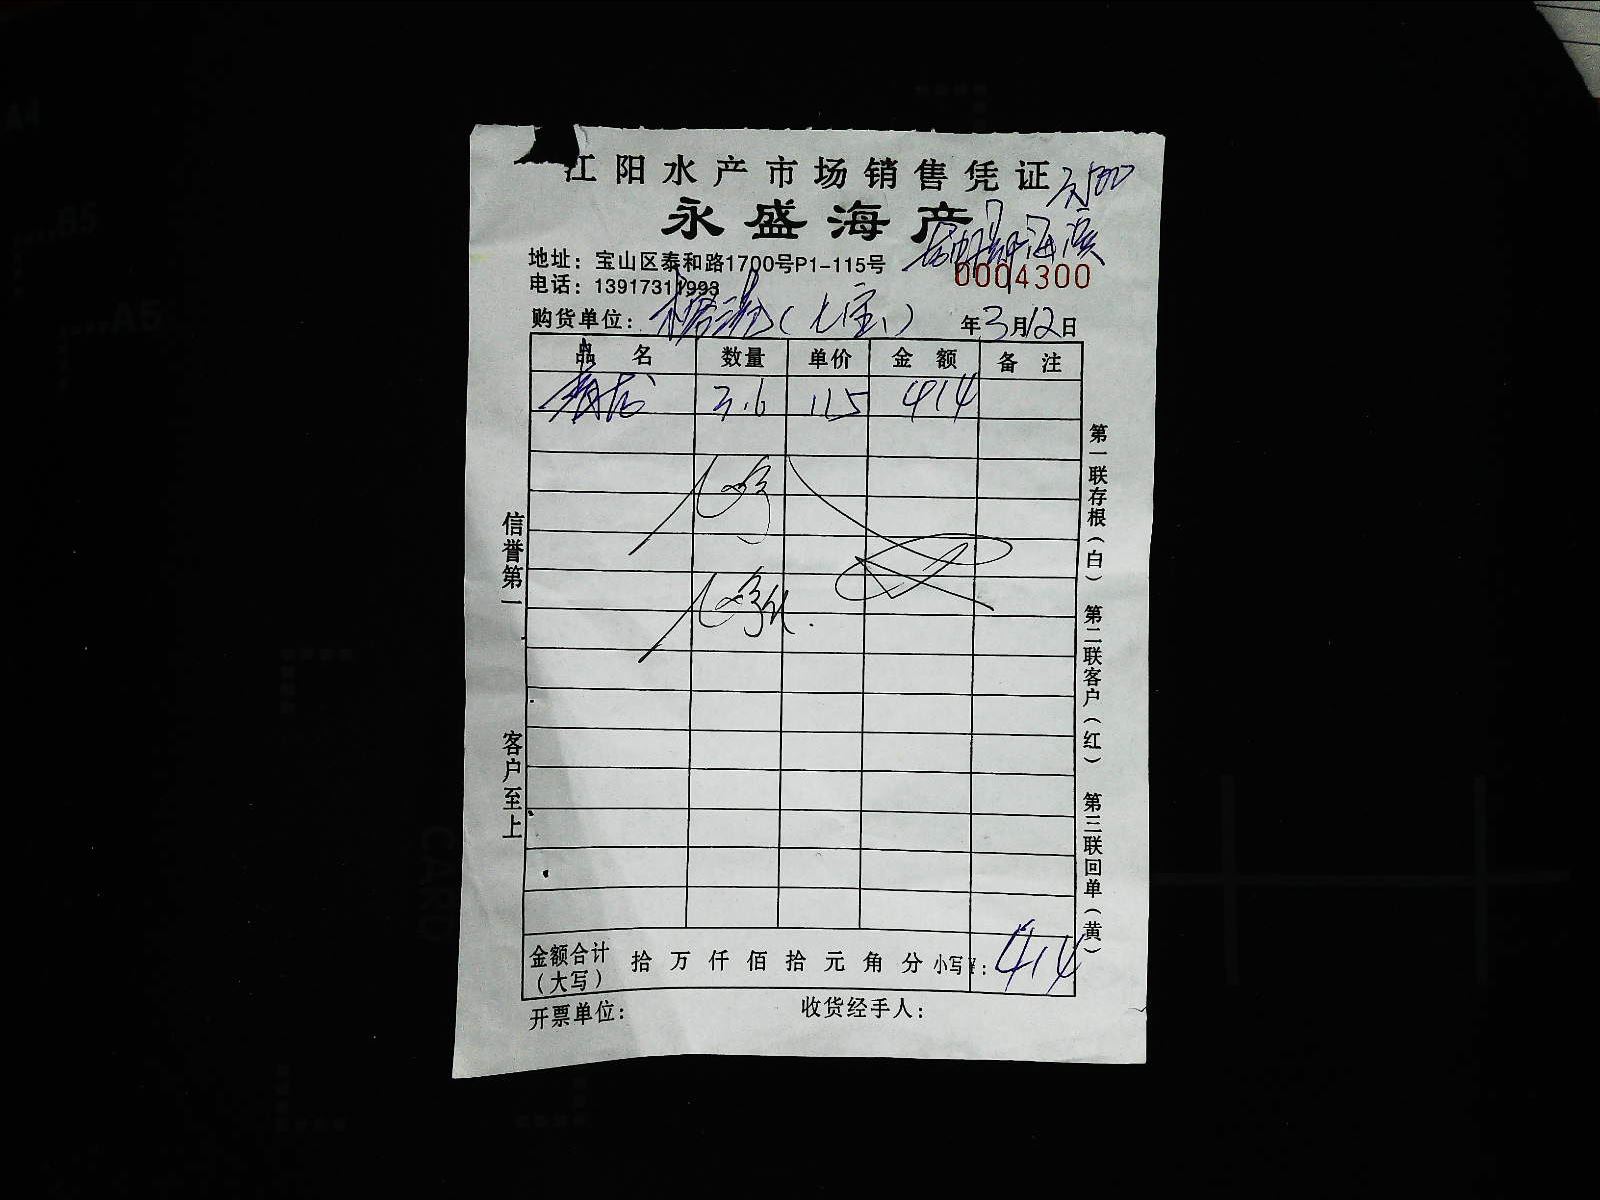 江阳水产市场销售凭证
永盛海产
地址：宝山区泰和路1700号P1-115号
电话：13917311993
0004300
购货单位： (七宝) 年3月12日
品名 数量 单价 金额 备注
青龙 3.6 115 414
信誉第一 客户至上
第一联存根(白) 第二联客户(红) 第三联回单(黄)
金额合计(大写) 拾万仟佰拾元角分 小写¥：414
开票单位： 收货经手人：